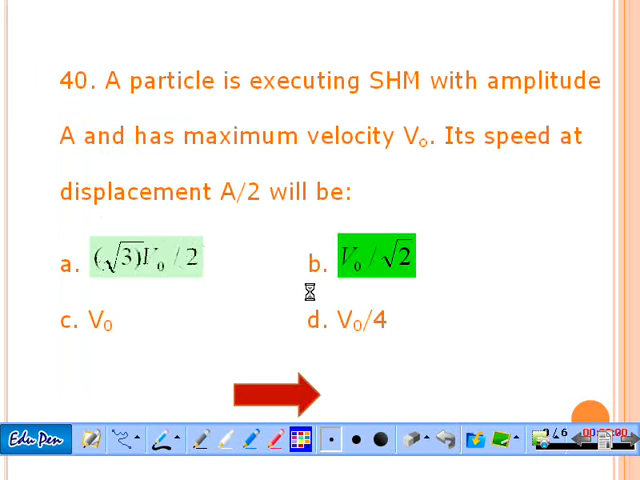 40. A particle is executing SHM with amplitude
A and has maximum velocity V₀. Its speed at
displacement A/2 will be:
a. (√3)V₀ / 2 b. V₀ / √2
c. V₀ d. V₀/4
Edu Pen / 6